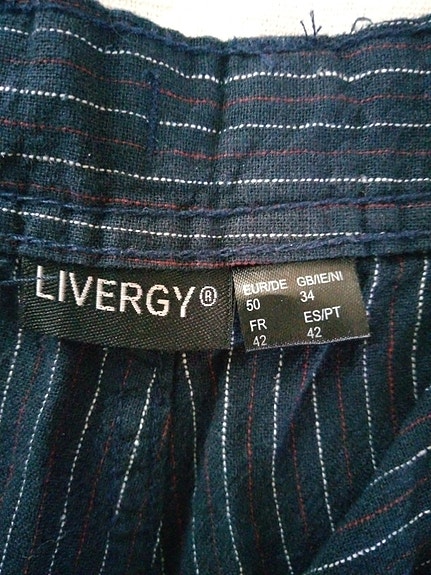 LIVERGY®
EUR/DE GB/IE/NI
50 34
FR ES/PT
42 42